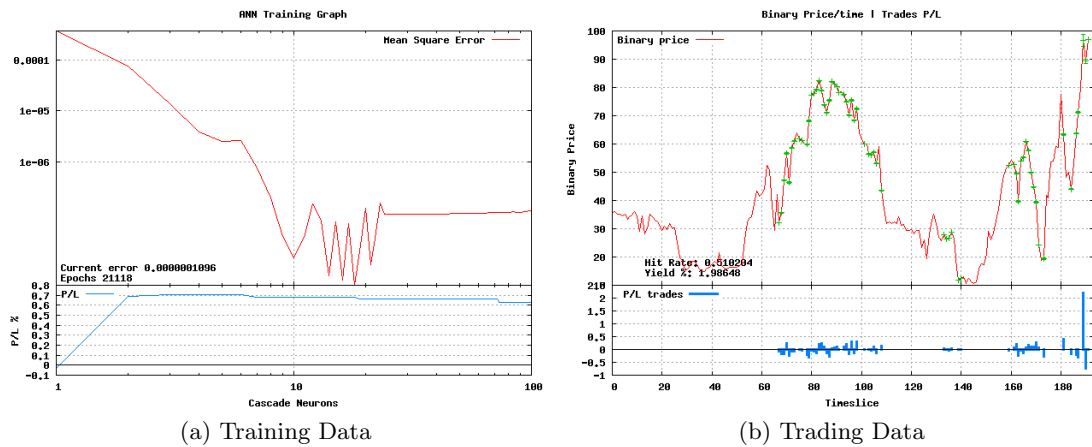 ANN Training Graph
Mean Square Error
0.0001
1e-05
1e-06
Current error 0.0000001096
Epochs 21118
0.8
P/L
0.7
0.6
0.5
0.4
0.3
0.2
0.1
0
-0.1
P/L %
1
10
100
Cascade Neurons
(a) Training Data
Binary Price/time | Trades P/L
Binary price
100
90
80
70
60
50
40
30
20
Binary Price
Hit Rate: 0.510204
Yield %: 1.98648
P/L trades
2
1.5
1
0.5
0
-0.5
-1
0
20
40
60
80
100
120
140
160
180
Timeslice
(b) Trading Data